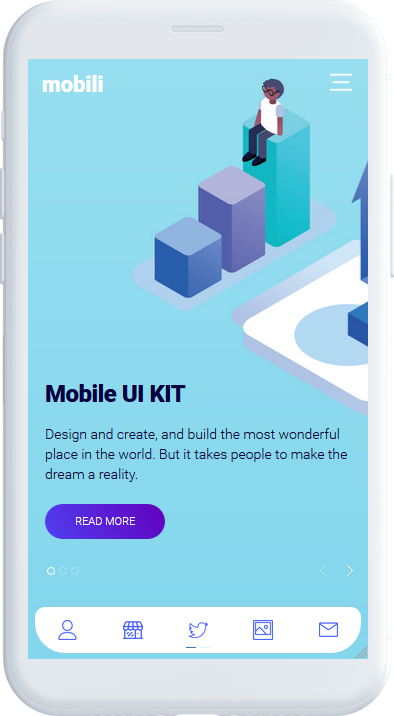 mobili
Mobile UI KIT
Design and create, and build the most wonderful
place in the world. But it takes people to make the
dream a reality.
READ MORE